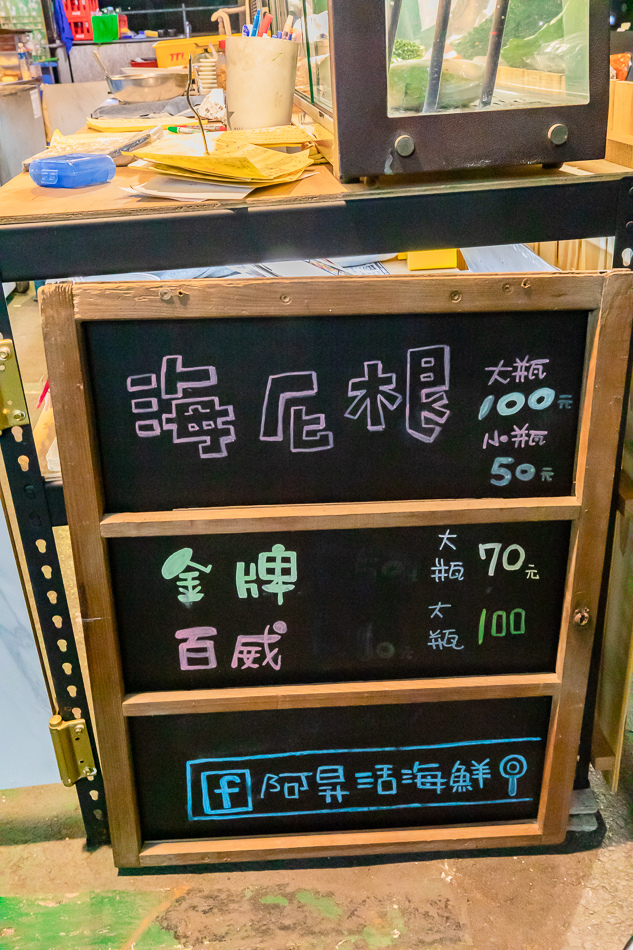 海尼根
大瓶
100元
小瓶
50元
金牌 大瓶 70元
百威 大瓶 100
f 阿昇活海鮮